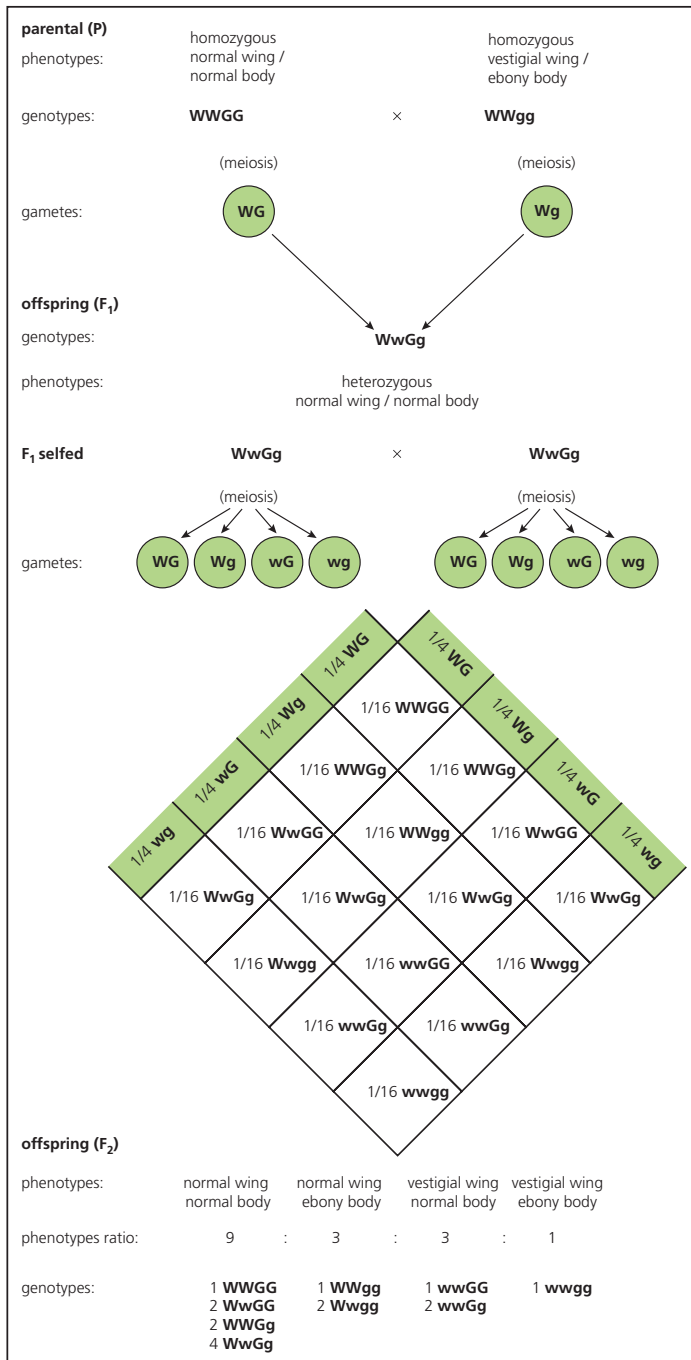 parental (P)
phenotypes:
homozygous
normal wing /
normal body
homozygous
vestigial wing /
ebony body
genotypes: WWGG × WWgg
(meiosis) (meiosis)
gametes: WG Wg
offspring (F₁)
genotypes: WwGg
phenotypes: heterozygous
normal wing / normal body
F₁ selfed WwGg × WwGg
(meiosis) (meiosis)
gametes: WG Wg wG wg WG Wg wG wg
1/4 WG 1/4 WG
1/4 Wg 1/16 WWGG 1/4 Wg
1/4 wG 1/16 WWGg 1/16 WWGg 1/4 wG
1/4 wg 1/16 WwGG 1/16 WWgg 1/16 WwGG 1/4 wg
1/16 WwGg 1/16 WwGg 1/16 WwGg 1/16 WwGg
1/16 Wwgg 1/16 wwGG 1/16 Wwgg
1/16 wwGg 1/16 wwGg
1/16 wwgg
offspring (F₂)
phenotypes: normal wing normal wing vestigial wing vestigial wing
normal body ebony body normal body ebony body
phenotypes ratio: 9 : 3 : 3 : 1
genotypes: 1 WWGG 1 WWgg 1 wwGG 1 wwgg
2 WwGG 2 Wwgg 2 wwGg
2 WWGg
4 WwGg